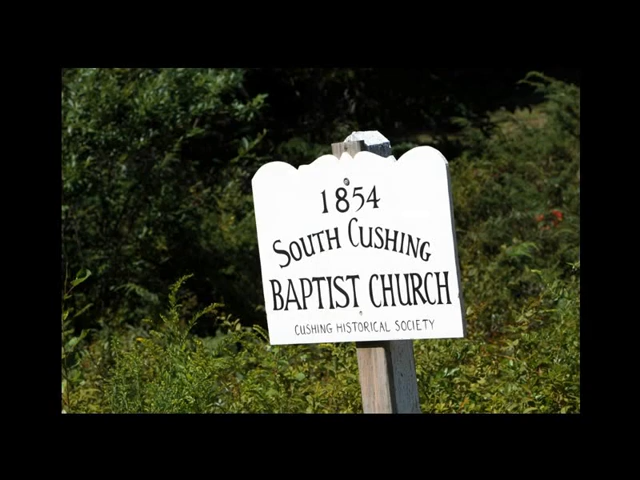 1854
South Cushing
BAPTIST CHURCH
CUSHING HISTORICAL SOCIETY